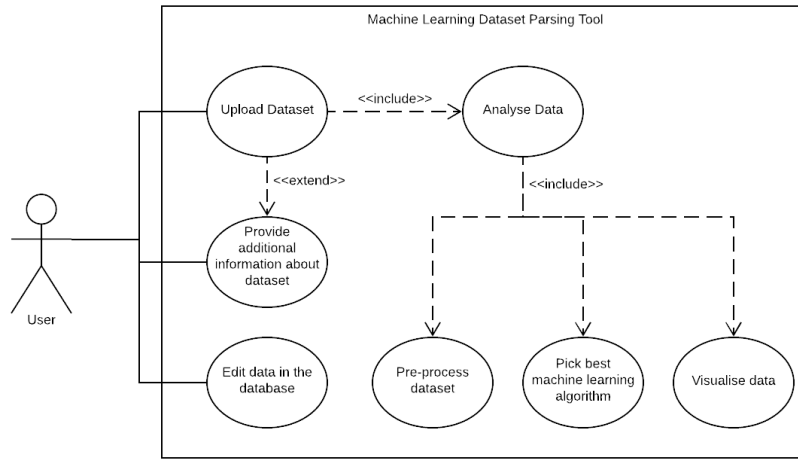 Machine Learning Dataset Parsing Tool
Upload Dataset
<<include>>
Analyse Data
<<extend>>
<<include>>
Provide
additional
information about
dataset
User
Edit data in the
database
Pre-process
dataset
Pick best
machine learning
algorithm
Visualise data